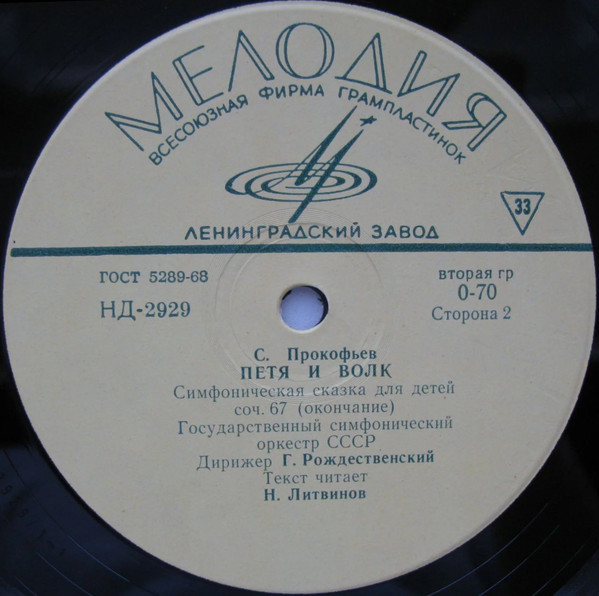 МЕЛОДИЯ
ВСЕСОЮЗНАЯ ФИРМА ГРАМПЛАСТИНОК
33
ЛЕНИНГРАДСКИЙ ЗАВОД
ГОСТ 5289-68
НД-2929
вторая гр
0-70
Сторона 2
С. Прокофьев
ПЕТЯ И ВОЛК
Симфоническая сказка для детей
соч. 67 (окончание)
Государственный симфонический
оркестр СССР
Дирижер Г. Рождественский
Текст читает
Н. Литвинов